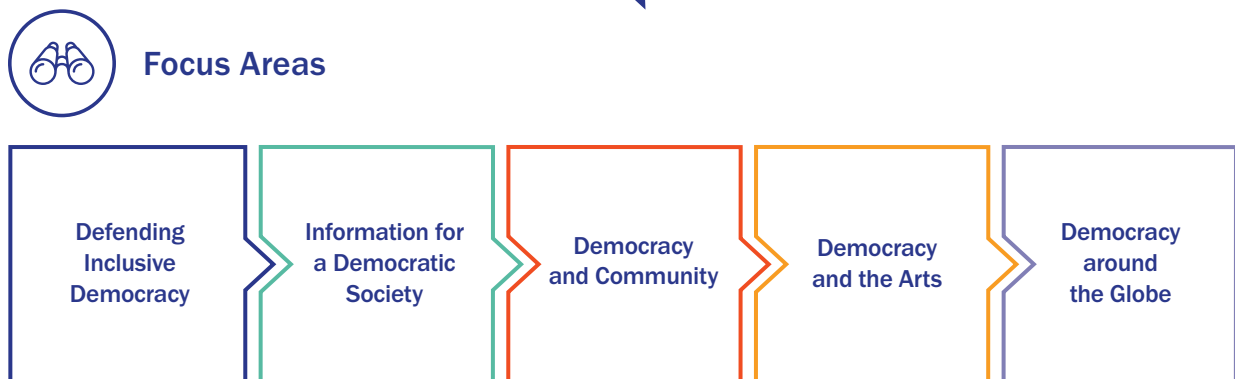 Focus Areas
Defending
Inclusive
Democracy
Information for
a Democratic
Society
Democracy
and Community
Democracy
and the Arts
Democracy
around
the Globe